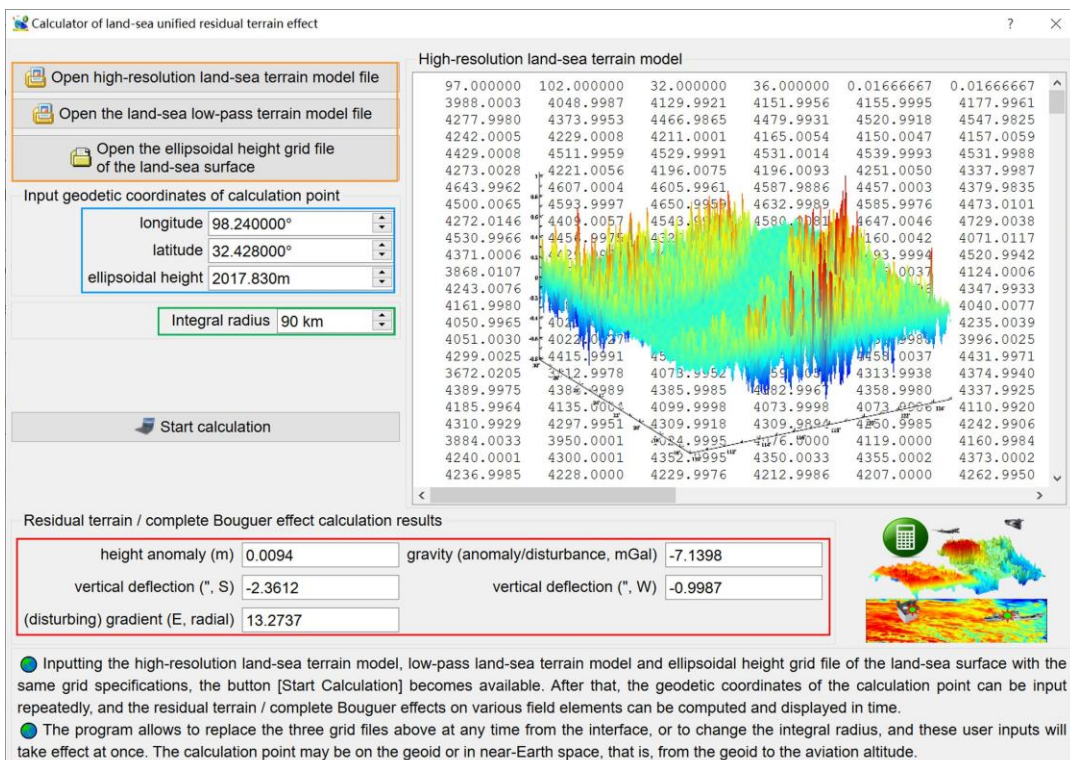 Calculator of land-sea unified residual terrain effect
Open high-resolution land-sea terrain model file
Open the land-sea low-pass terrain model file
Open the ellipsoidal height grid file
of the land-sea surface
Input geodetic coordinates of calculation point
longitude 98.240000°
latitude 32.428000°
ellipsoidal height 2017.830m
Integral radius 90 km
Start calculation
High-resolution land-sea terrain model
97.000000 102.000000 32.000000 36.000000 0.01666667 0.01666667
3988.0003 4048.9987 4129.9921 4151.9956 4155.9995 4177.9961
4277.9980 4373.9953 4466.9865 4479.9931 4520.9918 4547.9825
4242.0005 4229.0008 4211.0001 4165.0054 4150.0047 4157.0059
4429.0008 4511.9959 4529.9991 4531.0014 4539.9993 4531.9988
4273.0028 4221.0056 4196.0075 4196.0093 4251.0050 4337.9987
4643.9962 4607.0004 4605.9961 4587.9886 4457.0003 4379.9835
4500.0065 4593.9997 4632.9989 4585.9976 4473.0101
4272.0146 4647.0046 4729.0038
4530.9966 4071.0117
4371.0006 4520.9942
3868.0107 4124.0006
4243.0076 4347.9933
4161.9980 4040.0077
4050.9965 4235.0039
4051.0030 3996.0025
4299.0025 4415.9991 4431.9971
3672.0205 4313.9938 4374.9940
4389.9975 4385.9985 4358.9980 4337.9925
4185.9964 4099.9998 4073.9998 4110.9920
4310.9929 4297.9951 4309.9918 4242.9906
3884.0033 3950.0001 4119.0000 4160.9984
4240.0001 4300.0001 4350.0033 4355.0002 4373.0002
4236.9985 4228.0000 4229.9976 4212.9986 4207.0000 4262.9950
Residual terrain / complete Bouguer effect calculation results
height anomaly (m) 0.0094 gravity (anomaly/disturbance, mGal) -7.1398
vertical deflection (", S) -2.3612 vertical deflection (", W) -0.9987
(disturbing) gradient (E, radial) 13.2737
Inputting the high-resolution land-sea terrain model, low-pass land-sea terrain model and ellipsoidal height grid file of the land-sea surface with the
same grid specifications, the button [Start Calculation] becomes available. After that, the geodetic coordinates of the calculation point can be input
repeatedly, and the residual terrain / complete Bouguer effects on various field elements can be computed and displayed in time.
The program allows to replace the three grid files above at any time from the interface, or to change the integral radius, and these user inputs will
take effect at once. The calculation point may be on the geoid or in near-Earth space, that is, from the geoid to the aviation altitude.